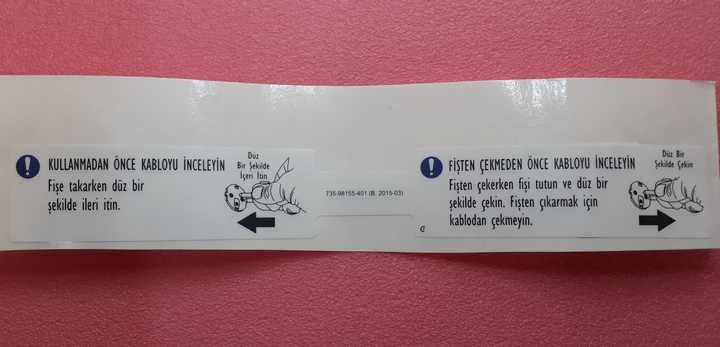 KULLANMADAN ÖNCE KABLOYU İNCELEYİN
Fişe takarken düz bir
şekilde ileri itin.
Düz
Bir Şekilde
İçeri İtin
735-98155-401 (B, 2015-03)
FİŞTEN ÇEKMEDEN ÖNCE KABLOYU İNCELEYİN
Fişten çekerken fişi tutun ve düz bir
şekilde çekin. Fişten çıkarmak için
kablodan çekmeyin.
Düz Bir
Şekilde Çekin